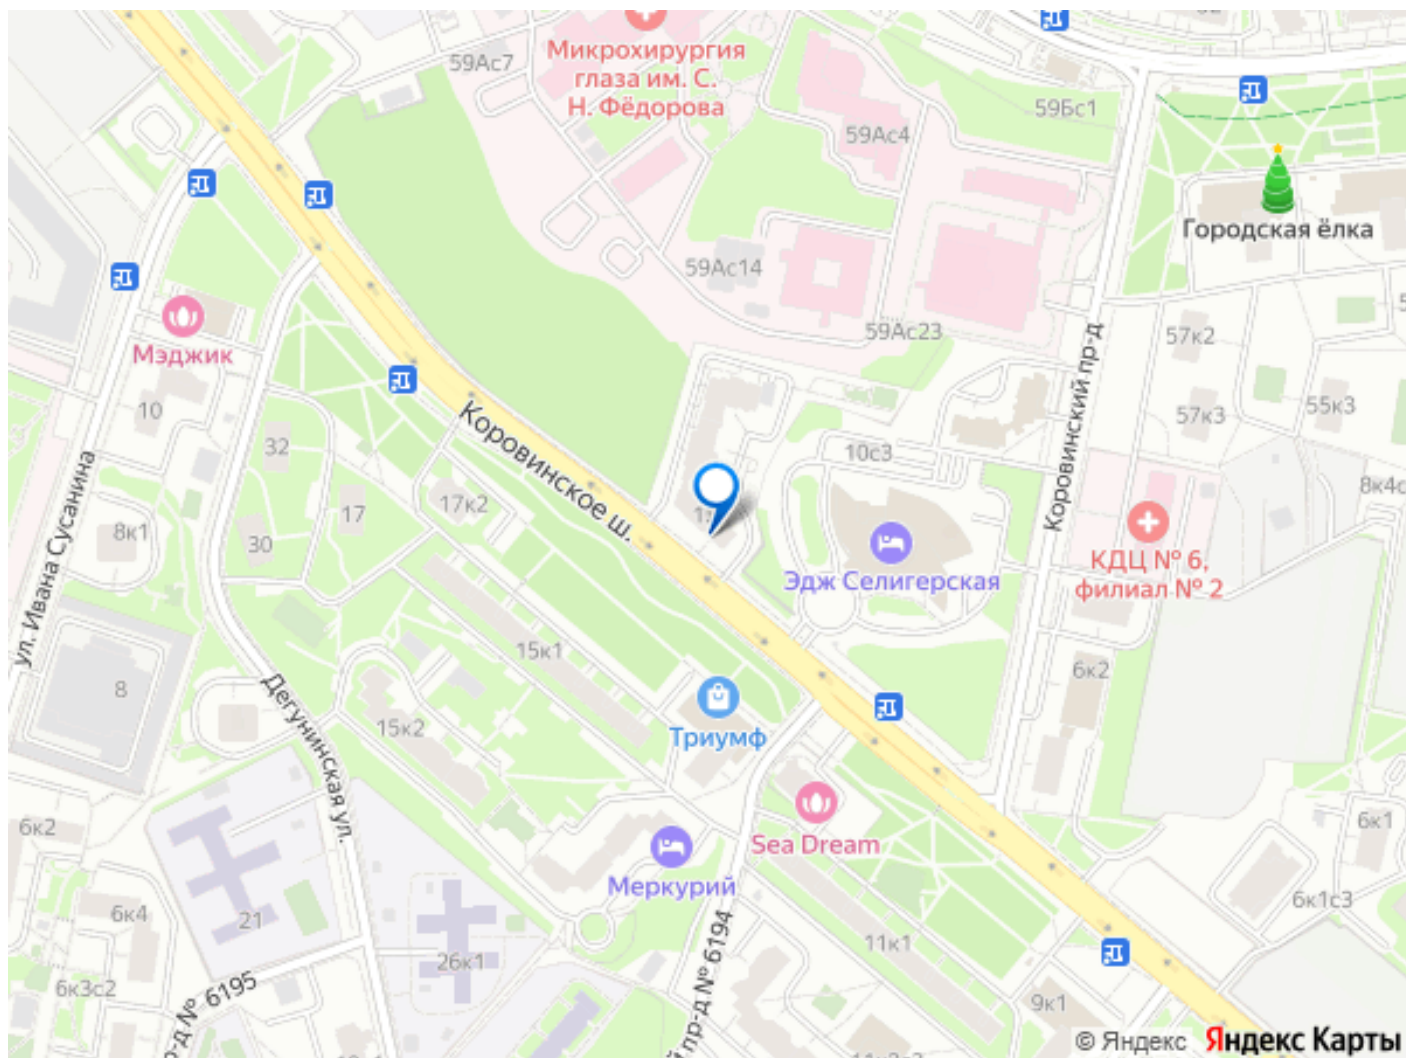 Микрохирургия
глаза им. С.
Н. Фёдорова
59Ас7
59Ас4
59Бс1
Городская ёлка
59Ас14
59Ас23
57к2
Мэджик
10
Коровинское ш.
Коровинский пр-д
57к3
55к3
32
10с3
8к4с
17к2
17
8к1
30
ул. Ивана Сусанина
Эдж Селигерская
КДЦ № 6,
филиал № 2
15к1
6к2
8
Дегунинская ул.
15к2
Триумф
Sea Dream
6к2
6к1
Меркурий
6к1с3
6к4
21
11к1
26к1
6к3с2
р-д № 6195
й пр-д № 6194
9к1
© Яндекс Яндекс Карты